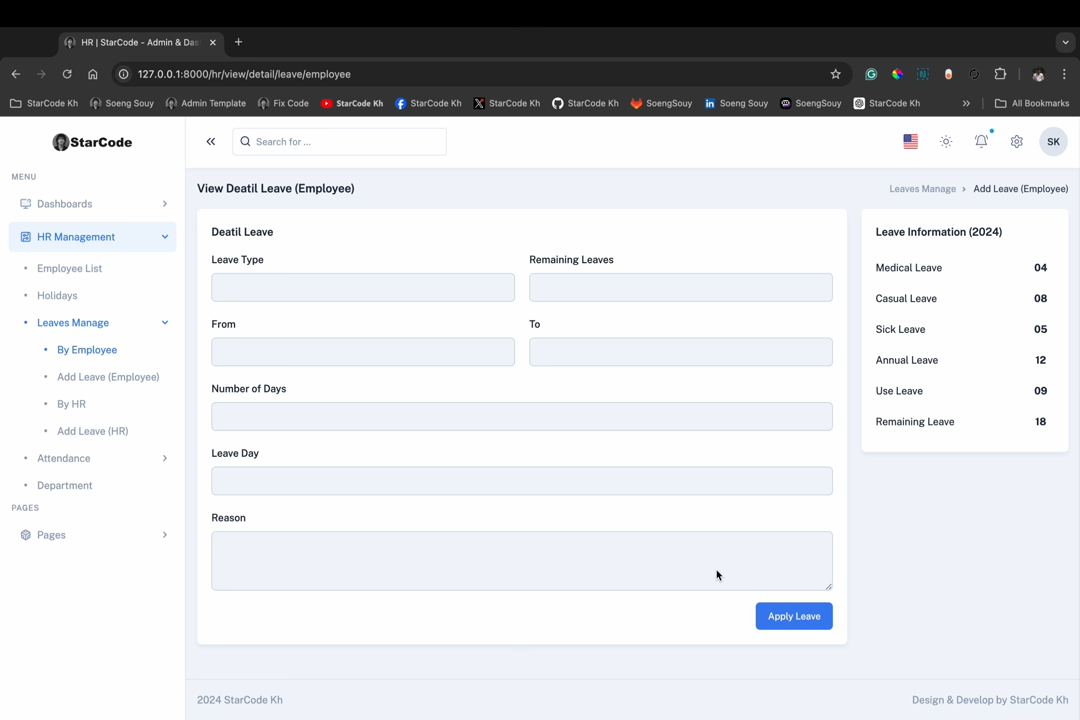 HR | StarCode - Admin & Das
127.0.0.1:8000/hr/view/detail/leave/employee
StarCode Kh
Soeng Souy
Admin Template
Fix Code
StarCode Kh
StarCode Kh
StarCode Kh
StarCode Kh
SoengSouy
Soeng Souy
SoengSouy
StarCode Kh
»
All Bookmarks
StarCode
Search for ...
SK
MENU
Dashboards
HR Management
Employee List
Holidays
Leaves Manage
By Employee
Add Leave (Employee)
By HR
Add Leave (HR)
Attendance
Department
PAGES
Pages
View Deatil Leave (Employee)
Leaves Manage
Add Leave (Employee)
Deatil Leave
Leave Type
Remaining Leaves
From
To
Number of Days
Leave Day
Reason
Apply Leave
Leave Information (2024)
Medical Leave 04
Casual Leave 08
Sick Leave 05
Annual Leave 12
Use Leave 09
Remaining Leave 18
2024 StarCode Kh
Design & Develop by StarCode Kh